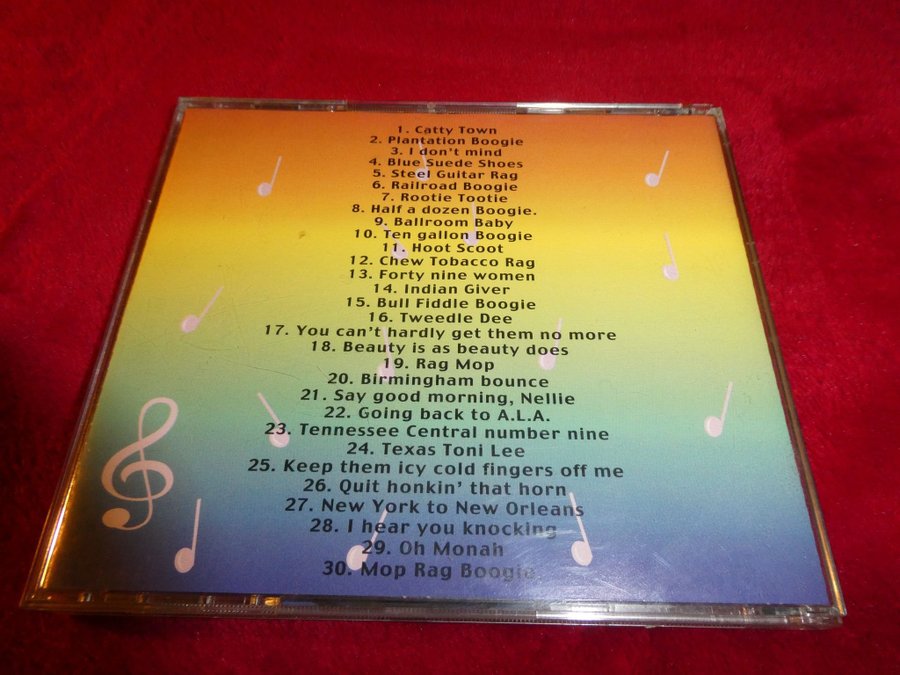 1. Catty Town
2. Plantation Boogie
3. I don't mind
4. Blue Suede Shoes
5. Steel Guitar Rag
6. Railroad Boogie
7. Rootie Tootie
8. Half a dozen Boogie.
9. Ballroom Baby
10. Ten gallon Boogie
11. Hoot Scoot
12. Chew Tobacco Rag
13. Forty nine women
14. Indian Giver
15. Bull Fiddle Boogie
16. Tweedle Dee
17. You can't hardly get them no more
18. Beauty is as beauty does
19. Rag Mop
20. Birmingham bounce
21. Say good morning, Nellie
22. Going back to A.L.A.
23. Tennessee Central number nine
24. Texas Toni Lee
25. Keep them icy cold fingers off me
26. Quit honkin' that horn
27. New York to New Orleans
28. I hear you knocking
29. Oh Monah
30. Mop Rag Boogie